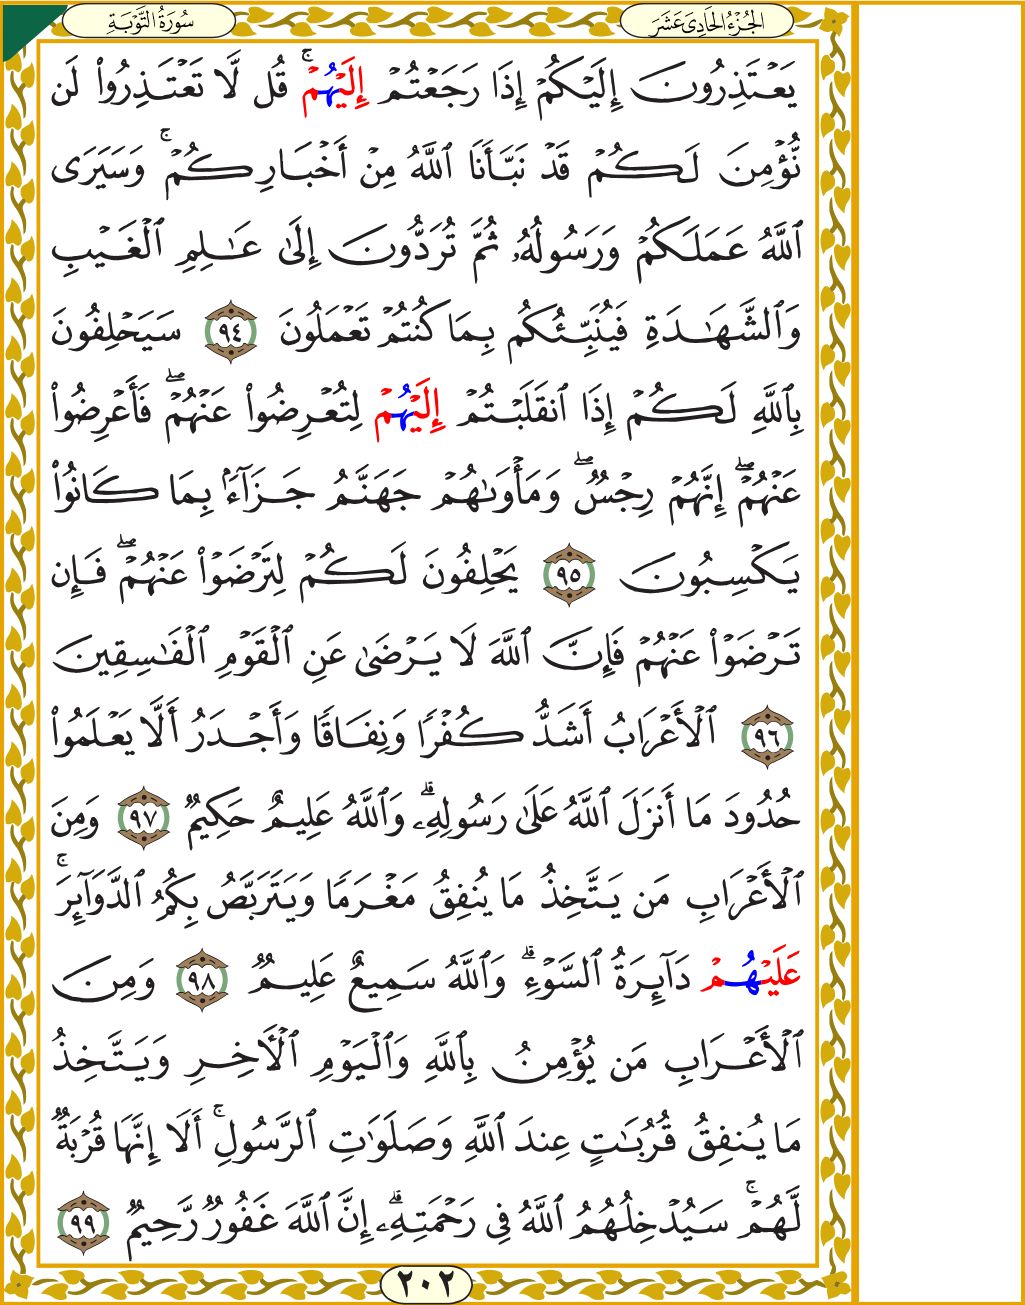 الجُزْءُ الحَادِىَ عَشَرَ
سُورَةُ التَّوْبَةِ
يَعْتَذِرُونَ إِلَيْكُمْ إِذَا رَجَعْتُمْ إِلَيْهُمْ ۚ قُل لَّا تَعْتَذِرُوا۟ لَن
نُّؤْمِنَ لَكُمْ قَدْ نَبَّأَنَا ٱللَّهُ مِنْ أَخْبَارِكُمْ ۚ وَسَيَرَى
ٱللَّهُ عَمَلَكُمْ وَرَسُولُهُۥ ثُمَّ تُرَدُّونَ إِلَىٰ عَـٰلِمِ ٱلْغَيْبِ
وَٱلشَّهَـٰدَةِ فَيُنَبِّئُكُم بِمَا كُنتُمْ تَعْمَلُونَ ٩٤ سَيَحْلِفُونَ
بِٱللَّهِ لَكُمْ إِذَا ٱنقَلَبْتُمْ إِلَيْهُمْ لِتُعْرِضُوا۟ عَنْهُمْ ۖ فَأَعْرِضُوا۟
عَنْهُمْ ۖ إِنَّهُمْ رِجْسٌ ۖ وَمَأْوَىٰهُمْ جَهَنَّمُ جَزَآءًۢ بِمَا كَانُوا۟
يَكْسِبُونَ ٩٥ يَحْلِفُونَ لَكُمْ لِتَرْضَوْا۟ عَنْهُمْ ۖ فَإِن
تَرْضَوْا۟ عَنْهُمْ فَإِنَّ ٱللَّهَ لَا يَرْضَىٰ عَنِ ٱلْقَوْمِ ٱلْفَـٰسِقِينَ
٩٦ ٱلْأَعْرَابُ أَشَدُّ كُفْرًا وَنِفَاقًا وَأَجْدَرُ أَلَّا يَعْلَمُوا۟
حُدُودَ مَا أَنزَلَ ٱللَّهُ عَلَىٰ رَسُولِهِۦ ۗ وَٱللَّهُ عَلِيمٌ حَكِيمٌ ٩٧ وَمِنَ
ٱلْأَعْرَابِ مَن يَتَّخِذُ مَا يُنفِقُ مَغْرَمًا وَيَتَرَبَّصُ بِكُمُ ٱلدَّوَآئِرَ ۚ
عَلَيْهُمْ دَآئِرَةُ ٱلسَّوْءِ ۗ وَٱللَّهُ سَمِيعٌ عَلِيمٌ ٩٨ وَمِنَ
ٱلْأَعْرَابِ مَن يُؤْمِنُ بِٱللَّهِ وَٱلْيَوْمِ ٱلْـَٔاخِرِ وَيَتَّخِذُ
مَا يُنفِقُ قُرُبَـٰتٍ عِندَ ٱللَّهِ وَصَلَوَٰتِ ٱلرَّسُولِ ۚ أَلَا إِنَّهَا قُرْبَةٌ
لَّهُمْ ۚ سَيُدْخِلُهُمُ ٱللَّهُ فِى رَحْمَتِهِۦ ۗ إِنَّ ٱللَّهَ غَفُورٌ رَّحِيمٌ ٩٩
٢٠٢